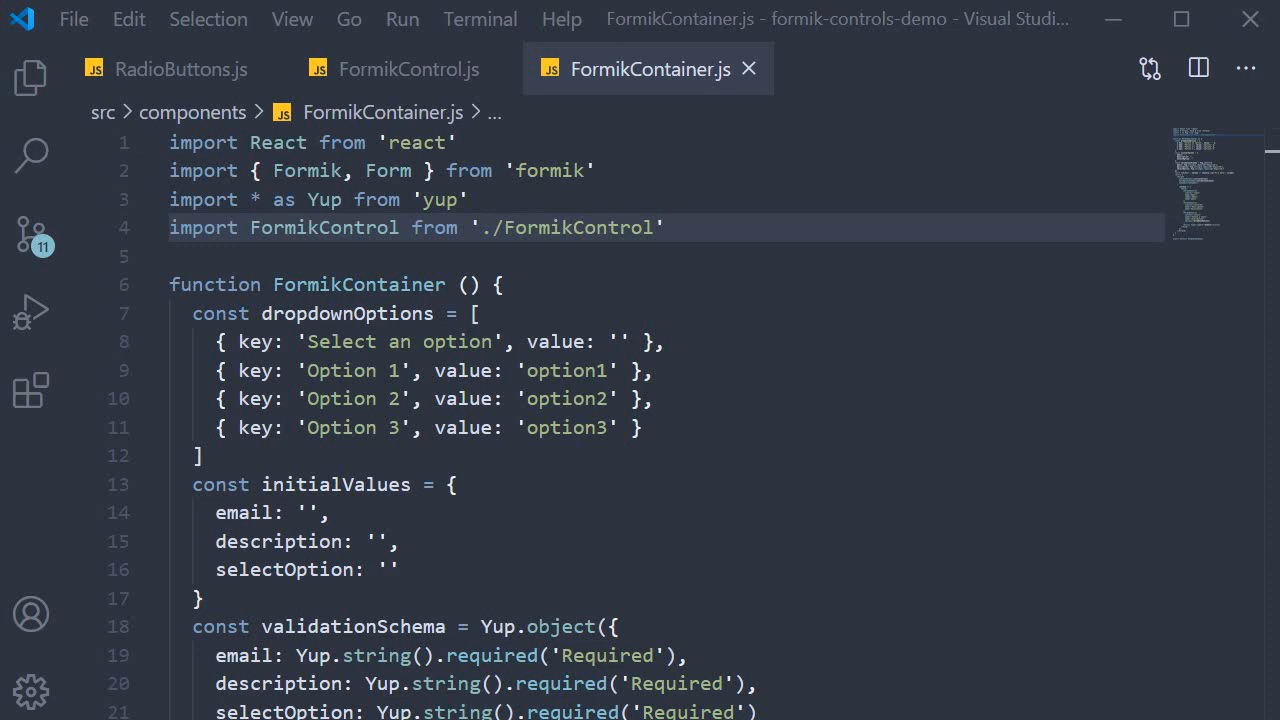 File Edit Selection View Go Run Terminal Help FormikContainer.js - formik-controls-demo - Visual Studi...
JS RadioButtons.js JS FormikControl.js JS FormikContainer.js
src > components > JS FormikContainer.js > ...
1 import React from 'react'
2 import { Formik, Form } from 'formik'
3 import * as Yup from 'yup'
4 import FormikControl from './FormikControl'
5
6 function FormikContainer () {
7 const dropdownOptions = [
8 { key: 'Select an option', value: '' },
9 { key: 'Option 1', value: 'option1' },
10 { key: 'Option 2', value: 'option2' },
11 { key: 'Option 3', value: 'option3' }
12 ]
13 const initialValues = {
14 email: '',
15 description: '',
16 selectOption: ''
17 }
18 const validationSchema = Yup.object({
19 email: Yup.string().required('Required'),
20 description: Yup.string().required('Required'),
21 selectOption: Yup.string().required('Required')
11